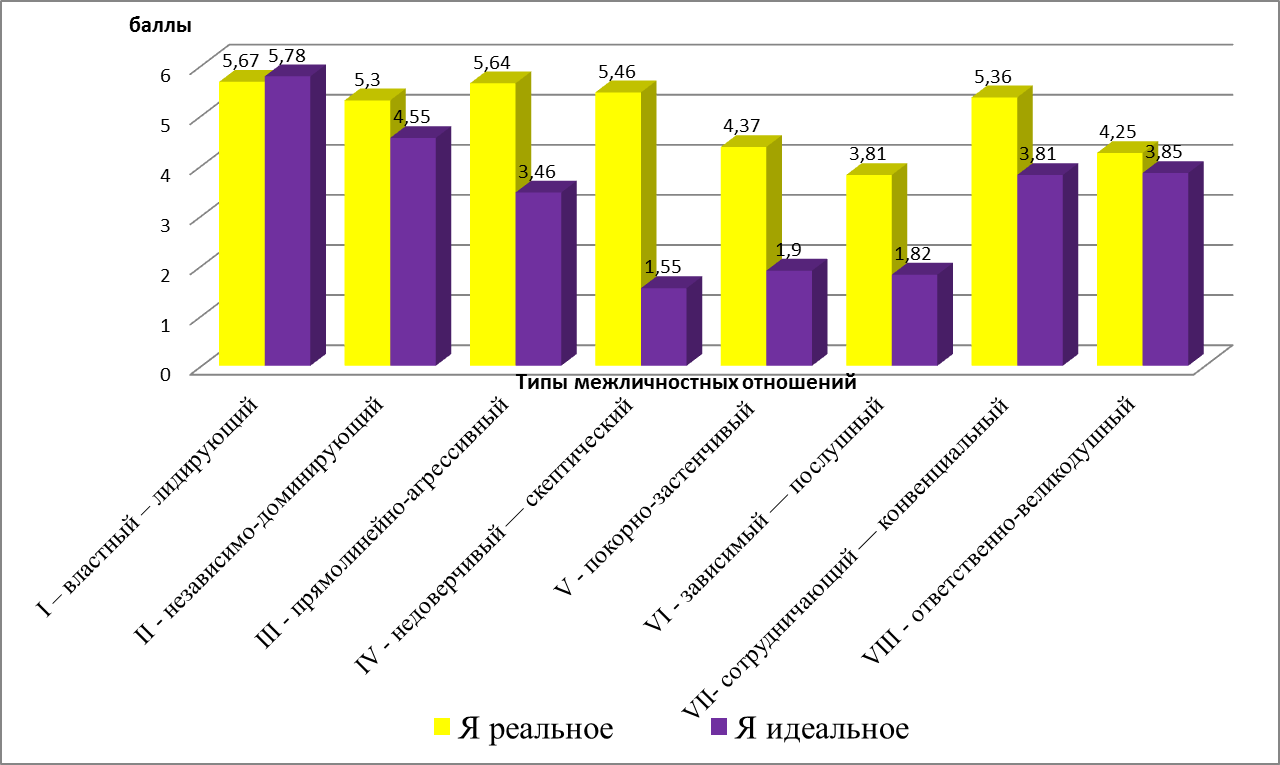 баллы
5,67 5,78
5,3 4,55
5,64 3,46
5,46 1,55
4,37 1,9
3,81 1,82
5,36 3,81
4,25 3,85
6
5
4
3
2
1
0
Типы межличностных отношений
I – властный – лидирующий
II - независимо-доминирующий
III - прямолинейно-агрессивный
IV - недоверчивый — скептический
V - покорно-застенчивый
VI - зависимый — послушный
VII- сотрудничающий — конвенциальный
VIII - ответственно-великодушный
Я реальное Я идеальное